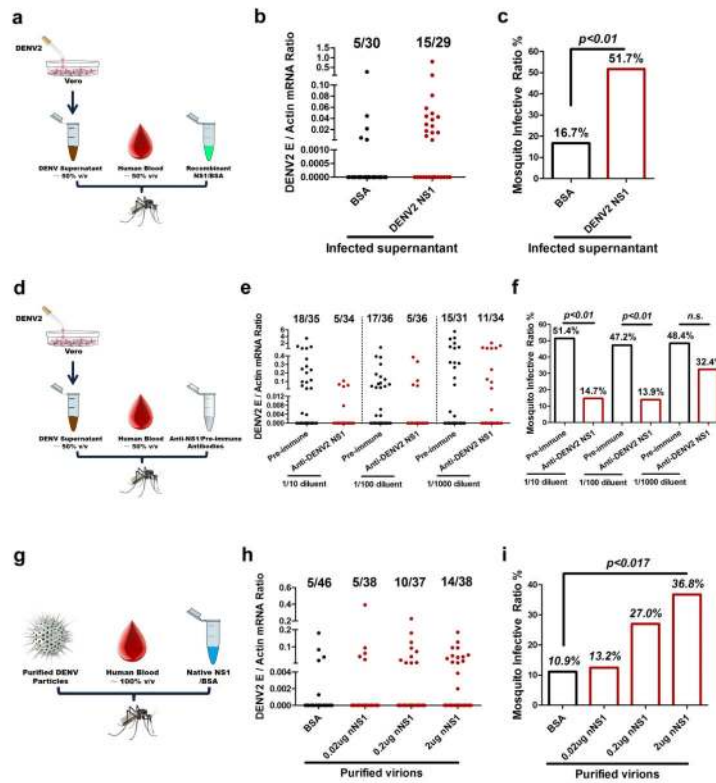 a
DENV2
Vero
DENV Supernatant
~ 50% v/v
Human Blood
~ 50% v/v
Recombinant
NS1/BSA
b
5/30 15/29
DENV2 E / Actin mRNA Ratio
1.5
1.0
0.5
0.10
0.08
0.06
0.04
0.02
0.0010
0.0005
0.0000
BSA
DENV2 NS1
Infected supernantant
c
p<0.01
Mosquito Infective Ratio %
60
50
40
30
20
10
0
16.7%
51.7%
BSA
DENV2 NS1
Infected supernatant
d
DENV2
Vero
DENV Supernatant
~ 50% v/v
Human Blood
~ 50% v/v
Anti-NS1/Pre-immune
Antibodies
e
18/35 5/34 17/36 5/36 15/31 11/34
DENV2 E / Actin mRNA Ratio
6
4
2
0.4
0.3
0.2
0.1
0.012
0.008
0.004
0.000
Pre-immune
Anti-DENV2 NS1
Pre-immune
Anti-DENV2 NS1
Pre-immune
Anti-DENV2 NS1
1/10 diluent
1/100 diluent
1/1000 diluent
f
p<0.01 p<0.01 n.s.
Mosquito Infective Ratio %
60
50
40
30
20
10
0
51.4%
14.7%
47.2%
13.9%
48.4%
32.4%
Pre-immune
Anti-DENV2 NS1
Pre-immune
Anti-DENV2 NS1
Pre-immune
Anti-DENV2 NS1
1/10 diluent
1/100 diluent
1/1000 diluent
g
Purified DENV
Particles
Human Blood
~ 100% v/v
Native NS1
/BSA
h
5/46 5/38 10/37 14/38
DENV2 E / Actin mRNA Ratio
0.6
0.4
0.2
0.1
0.004
0.002
0.000
BSA
0.02ug nNS1
0.2ug nNS1
2ug nNS1
Purified virions
i
p<0.017
Mosquito Infective Ratio %
50
40
30
20
10
0
10.9%
13.2%
27.0%
36.8%
BSA
0.02ug nNS1
0.2ug nNS1
2ug nNS1
Purified virions